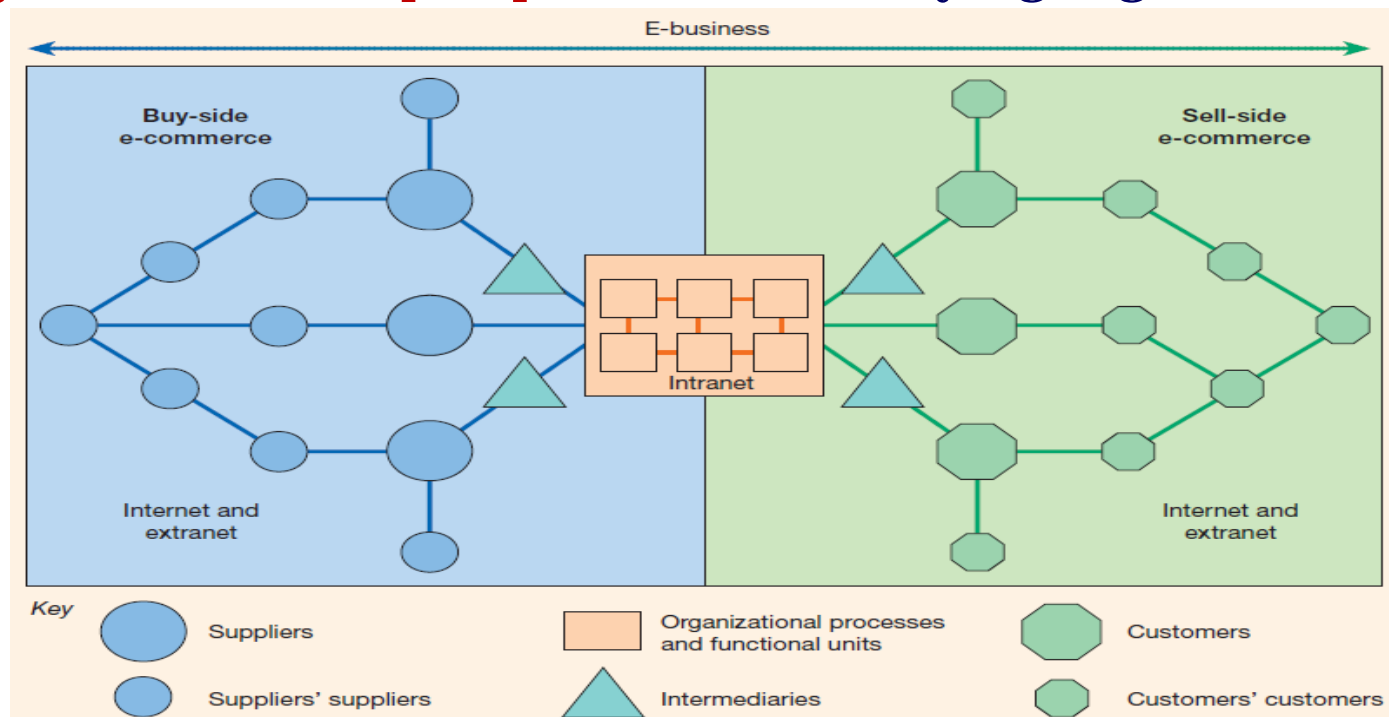 E-business
Buy-side
e-commerce
Sell-side
e-commerce
Intranet
Internet and
extranet
Internet and
extranet
Key
Suppliers
Organizational processes
and functional units
Customers
Suppliers' suppliers
Intermediaries
Customers' customers